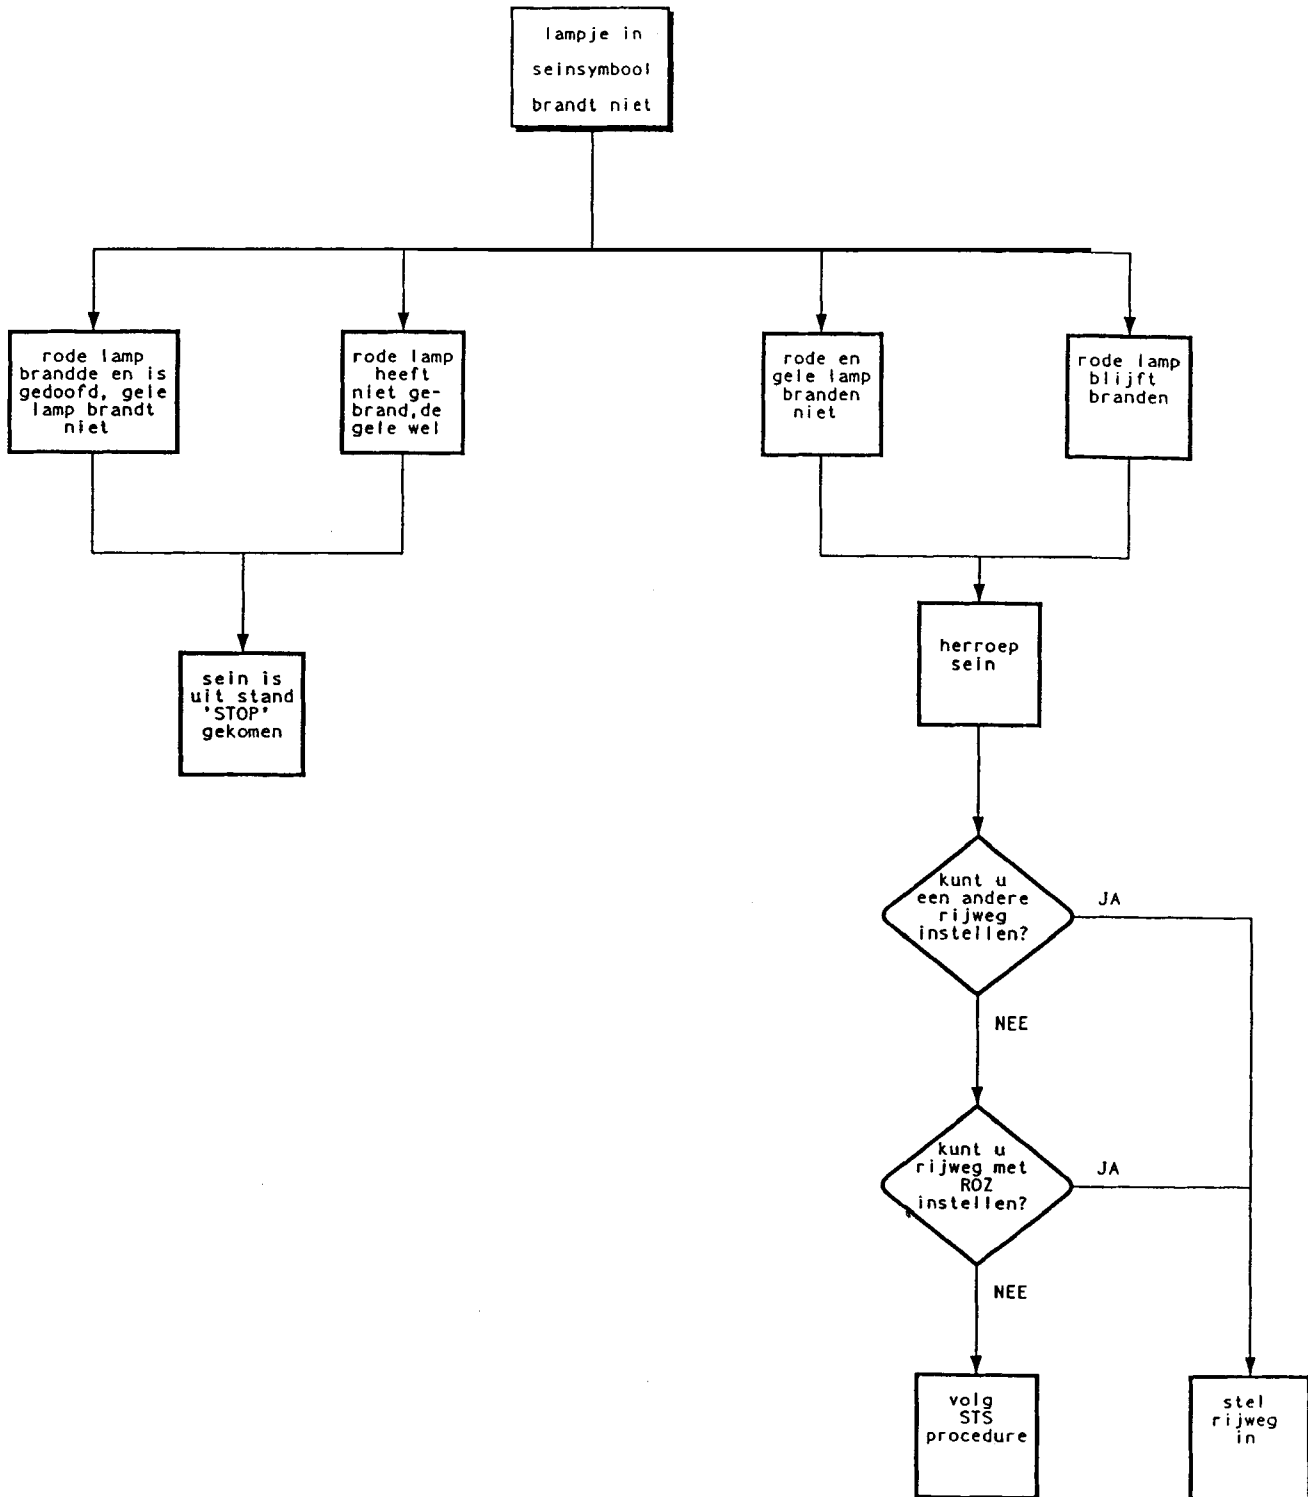 lampje in
seinsymbool
brandt niet
rode lamp
brandde en is
gedoofd, gele
lamp brandt
niet
rode lamp
heeft
niet ge-
brand,de
gele wel
rode en
gele lamp
branden
niet
rode lamp
blijft
branden
sein is
uit stand
'STOP'
gekomen
herroep
sein
kunt u
een andere
rijweg
instellen?
JA
NEE
kunt u
rijweg met
ROZ
instellen?
JA
NEE
volg
STS
procedure
stel
rijweg
in